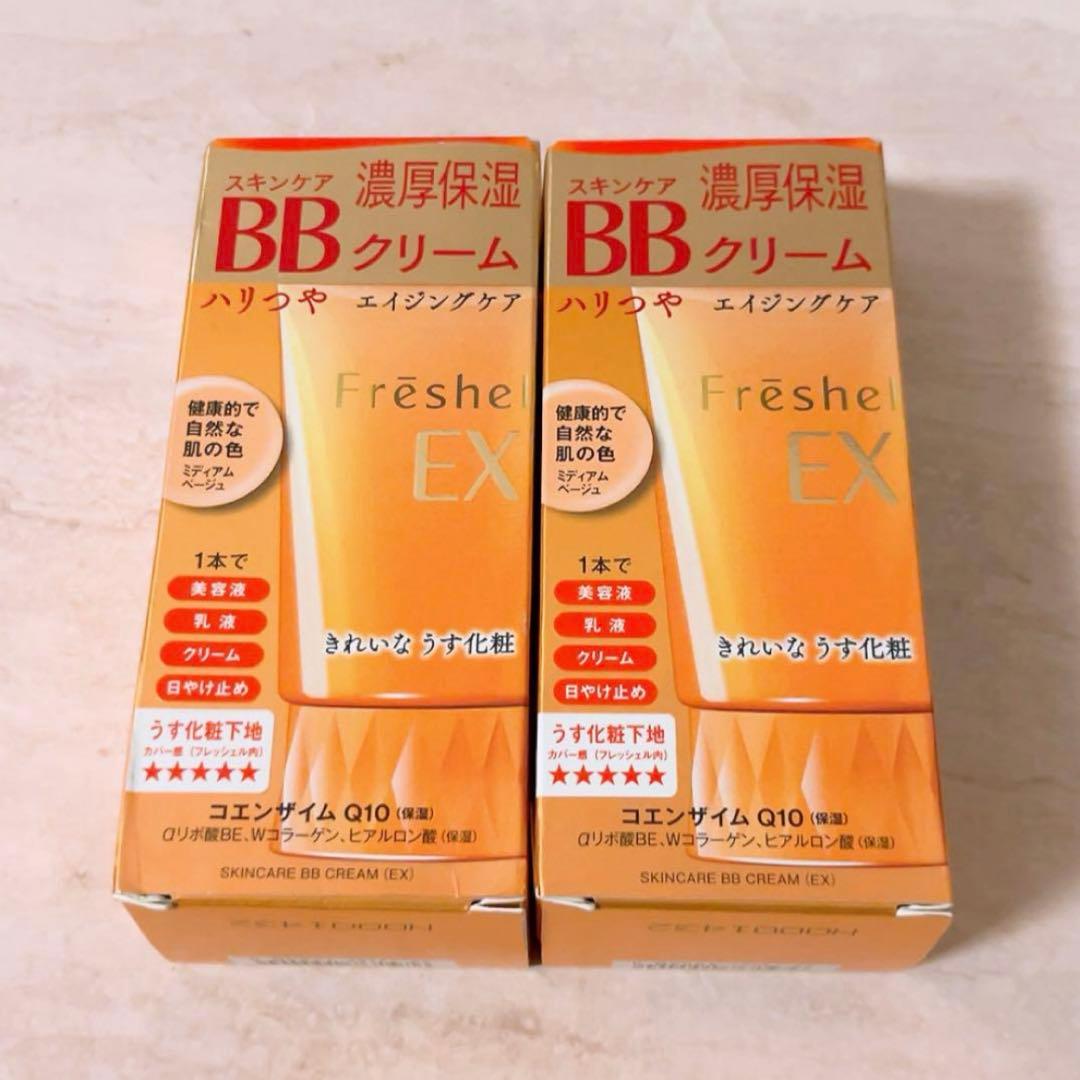 スキンケア
BB
濃厚保湿
クリーム
ハリつや エイジングケア
Frēshel
EX
健康的で
自然な
肌の色
ミディアム
ベージュ
1本で
美容液
乳液
クリーム
日やけ止め
きれいな うす化粧
うす化粧下地
カバー感 (フレッシェル内)
★★★★★
コエンザイム Q10 (保湿)
αリポ酸BE、Wコラーゲン、ヒアルロン酸 (保湿)
SKINCARE BB CREAM (EX)
N0001432
スキンケア
BB
濃厚保湿
クリーム
ハリつや エイジングケア
Frēshel
EX
健康的で
自然な
肌の色
ミディアム
ベージュ
1本で
美容液
乳液
クリーム
日やけ止め
きれいな うす化粧
うす化粧下地
カバー感 (フレッシェル内)
★★★★★
コエンザイム Q10 (保湿)
αリポ酸BE、Wコラーゲン、ヒアルロン酸 (保湿)
SKINCARE BB CREAM (EX)
N0001432